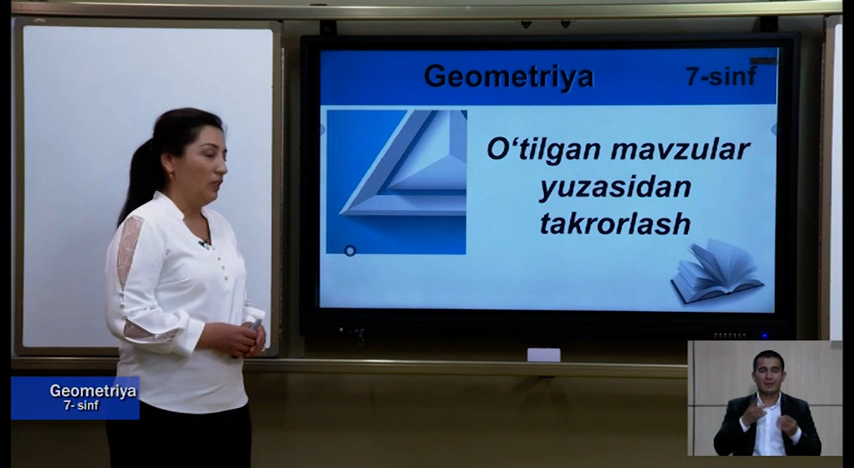 Geometriya
7-sinf
O‘tilgan mavzular
yuzasidan
takrorlash
Geometriya
7- sinf